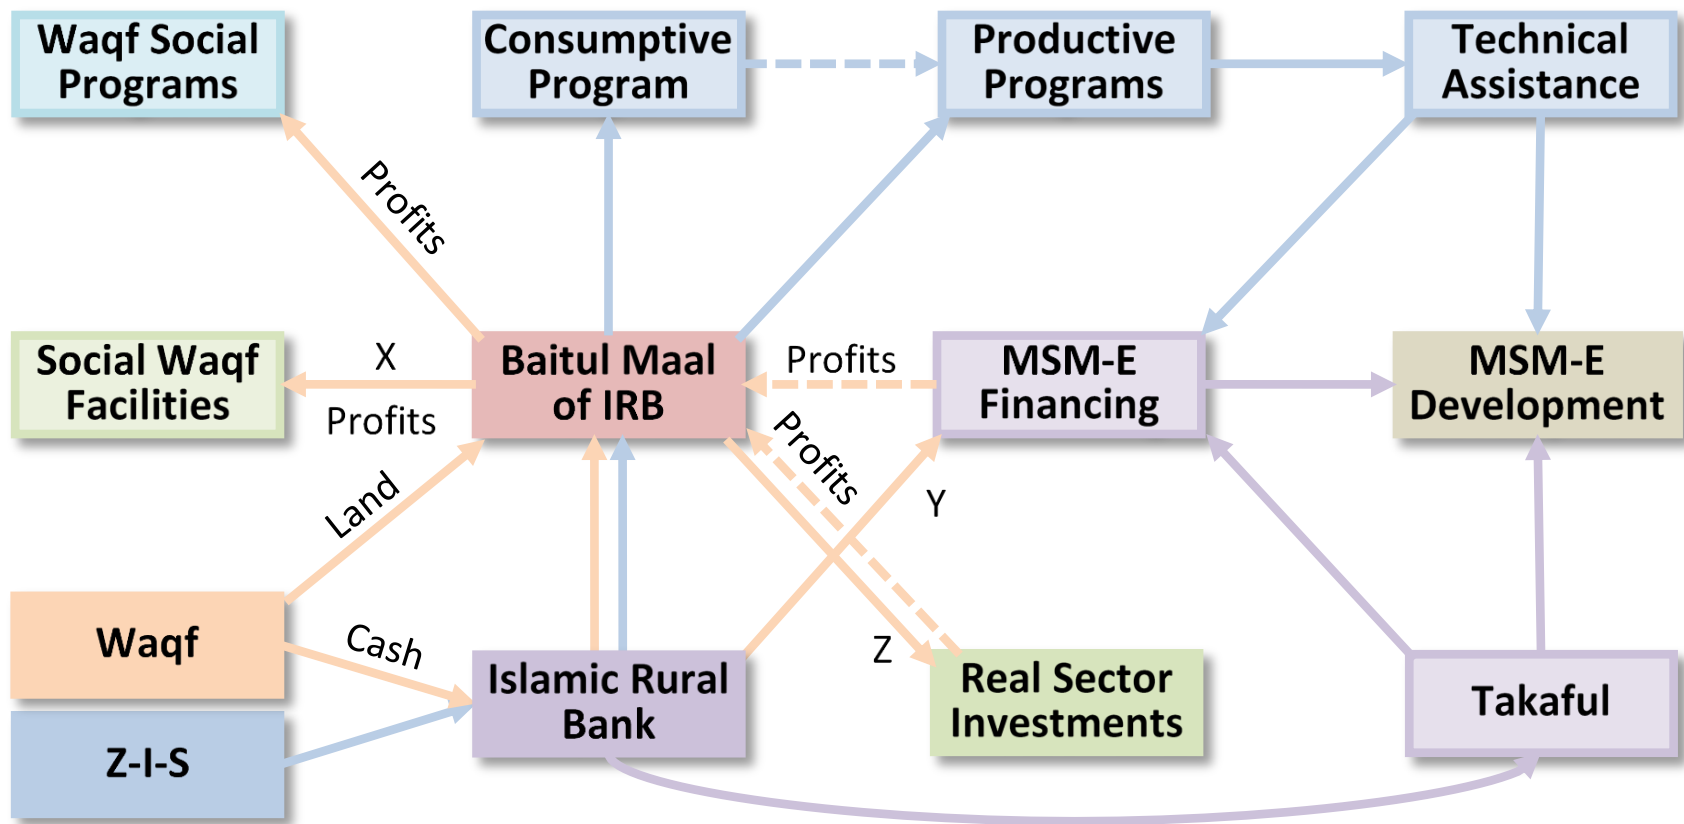 Waqf Social
Programs
Consumptive
Program
Productive
Programs
Technical
Assistance
Profits
Social Waqf
Facilities
X
Profits
Baitul Maal
of IRB
Profits
MSM-E
Financing
MSM-E
Development
Land
Profits
Y
Waqf
Cash
Z
Islamic Rural
Bank
Real Sector
Investments
Takaful
Z-I-S